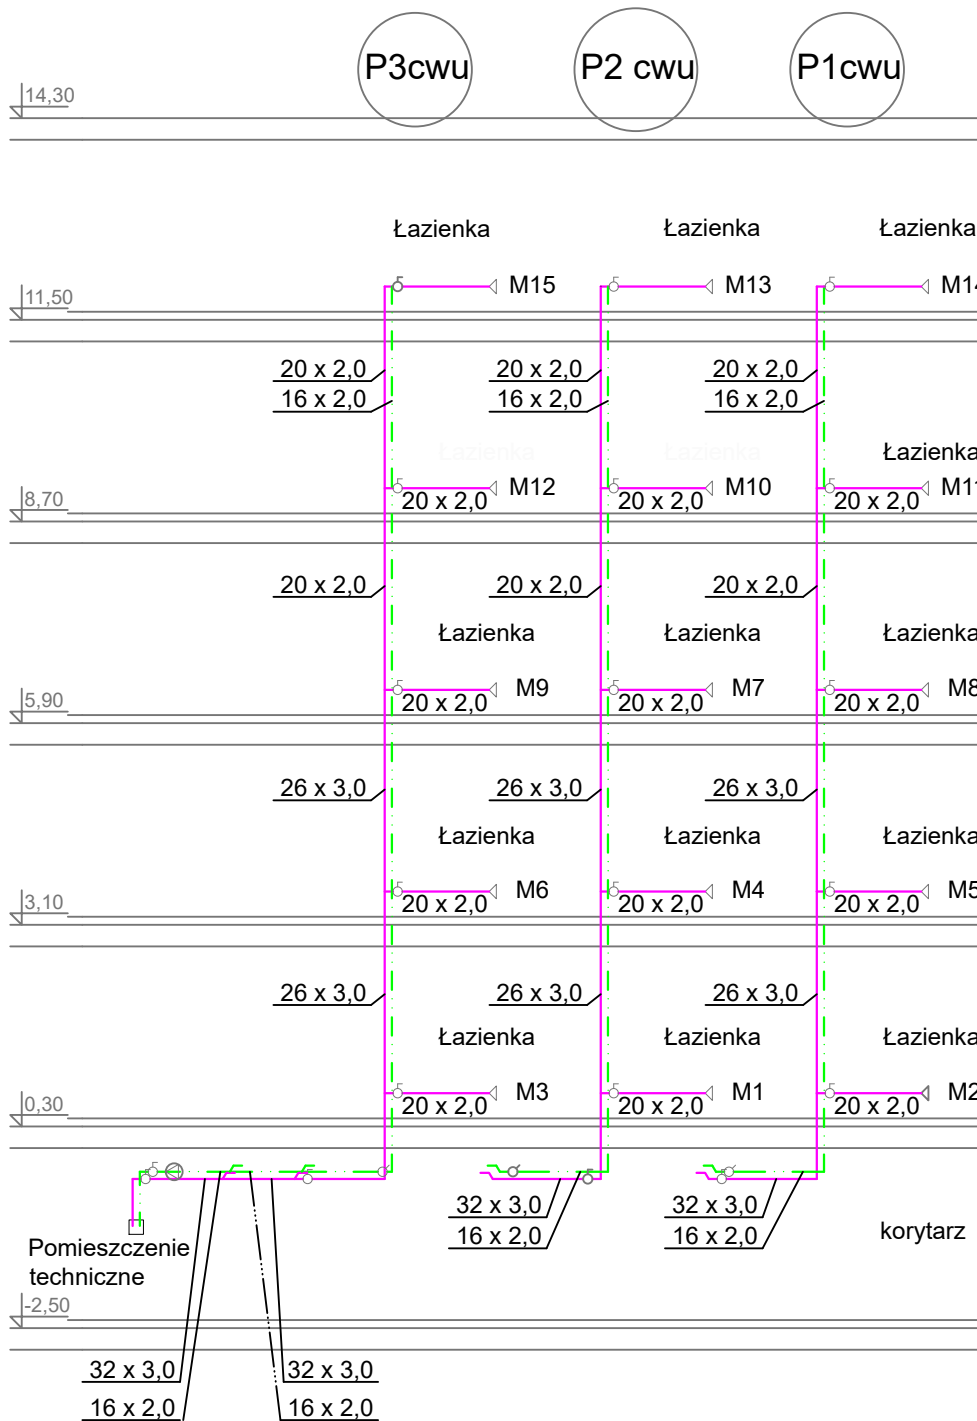 P3cwu P2 cwu P1cwu
14,30
Łazienka Łazienka Łazienka
M15 M13 M14
11,50
20 x 2,0 20 x 2,0 20 x 2,0
16 x 2,0 16 x 2,0 16 x 2,0
Łazienka Łazienka Łazienka
M12 M10 M11
20 x 2,0 20 x 2,0 20 x 2,0
8,70
20 x 2,0 20 x 2,0 20 x 2,0
Łazienka Łazienka Łazienka
M9 M7 M8
20 x 2,0 20 x 2,0 20 x 2,0
5,90
26 x 3,0 26 x 3,0 26 x 3,0
Łazienka Łazienka Łazienka
M6 M4 M5
20 x 2,0 20 x 2,0 20 x 2,0
3,10
26 x 3,0 26 x 3,0 26 x 3,0
Łazienka Łazienka Łazienka
M3 M1 M2
20 x 2,0 20 x 2,0 20 x 2,0
0,30
32 x 3,0 32 x 3,0
16 x 2,0 16 x 2,0
korytarz
Pomieszczenie
techniczne
-2,50
32 x 3,0 32 x 3,0
16 x 2,0 16 x 2,0